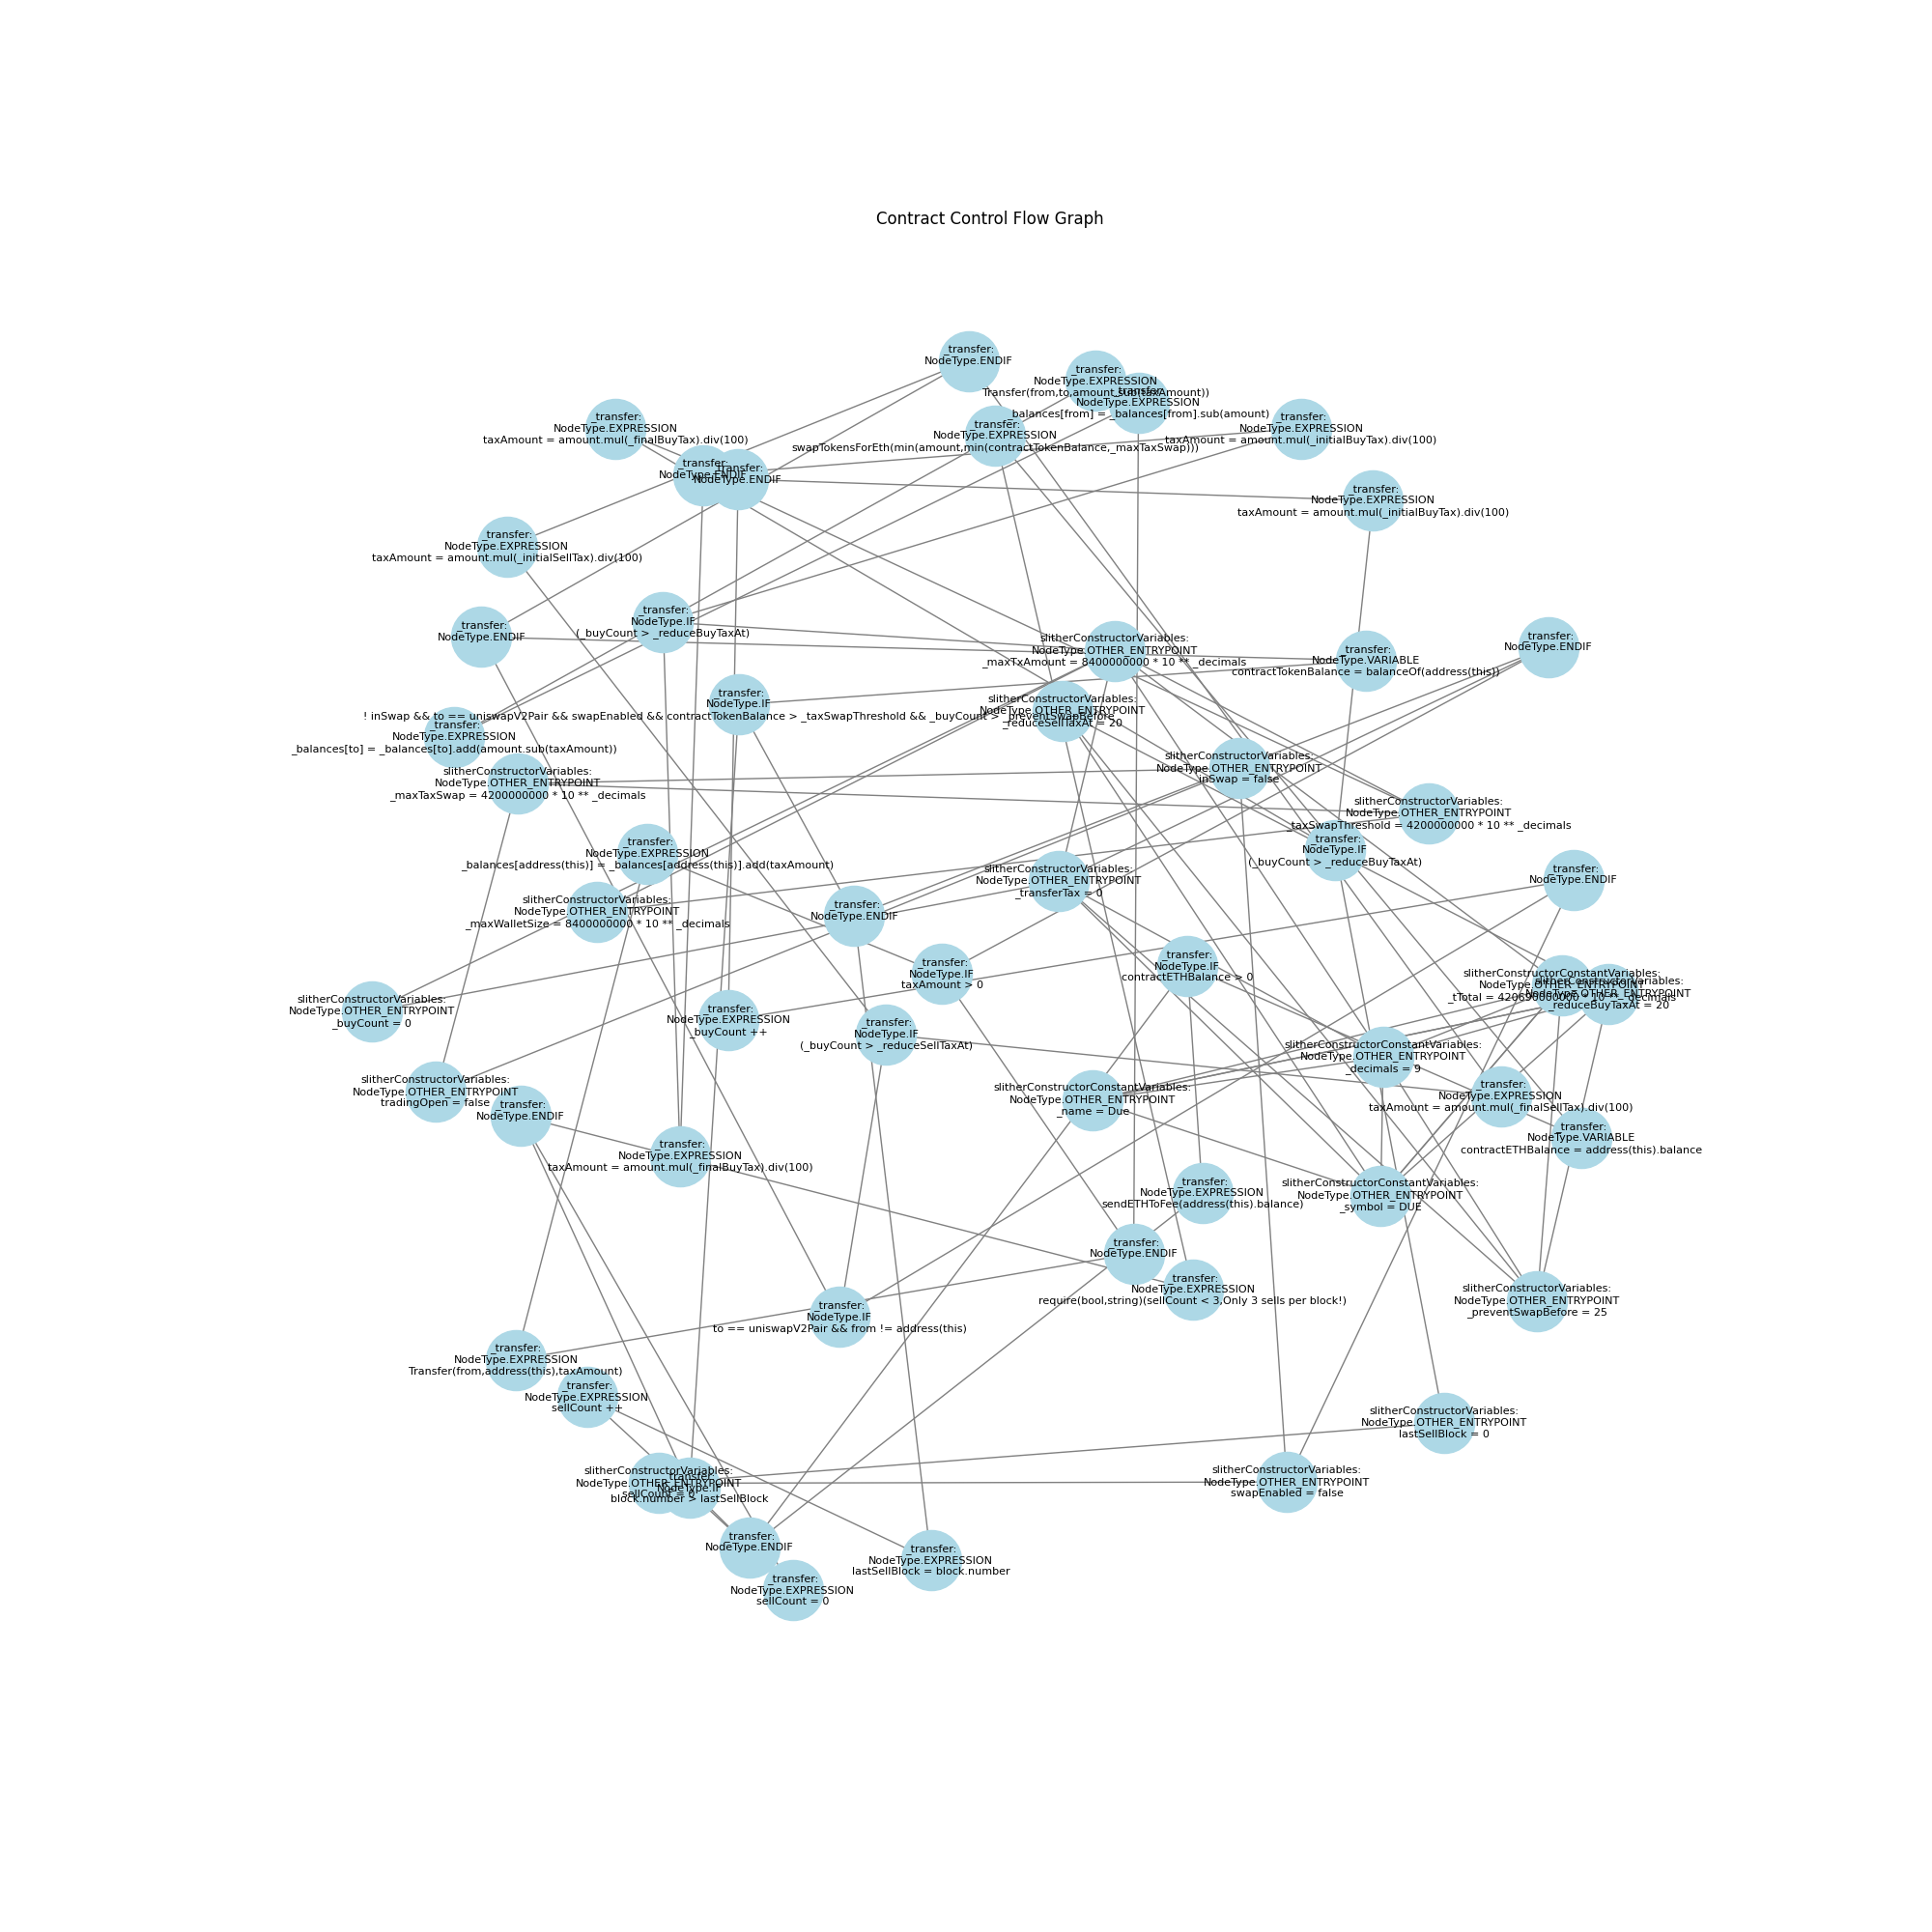 Contract Control Flow Graph
_transfer:
NodeType.ENDIF
_transfer:
NodeType.EXPRESSION
Transfer(from,to,amount.sub(taxAmount))
_transfer:
NodeType.EXPRESSION
_balances[from] = _balances[from].sub(amount)
_transfer:
NodeType.EXPRESSION
taxAmount = amount.mul(_finalBuyTax).div(100)
_transfer:
NodeType.EXPRESSION
swapTokensForEth(min(amount,min(contractTokenBalance,_maxTaxSwap)))
_transfer:
NodeType.EXPRESSION
taxAmount = amount.mul(_initialBuyTax).div(100)
_transfer:
NodeType.ENDIF
_transfer:
NodeType.ENDIF
_transfer:
NodeType.EXPRESSION
taxAmount = amount.mul(_initialBuyTax).div(100)
_transfer:
NodeType.EXPRESSION
taxAmount = amount.mul(_initialSellTax).div(100)
_transfer:
NodeType.ENDIF
_transfer:
NodeType.IF
(_buyCount > _reduceBuyTaxAt)
slitherConstructorVariables:
NodeType.OTHER_ENTRYPOINT
_maxTxAmount = 8400000000 * 10 ** _decimals
_transfer:
NodeType.VARIABLE
contractTokenBalance = balanceOf(address(this))
_transfer:
NodeType.ENDIF
_transfer:
NodeType.IF
! inSwap && to == uniswapV2Pair && swapEnabled && contractTokenBalance > _taxSwapThreshold && _buyCount > _preventSwapBefore
slitherConstructorVariables:
NodeType.OTHER_ENTRYPOINT
_reduceSellTaxAt = 20
_transfer:
NodeType.EXPRESSION
_balances[to] = _balances[to].add(amount.sub(taxAmount))
slitherConstructorVariables:
NodeType.OTHER_ENTRYPOINT
inSwap = false
slitherConstructorVariables:
NodeType.OTHER_ENTRYPOINT
_maxTaxSwap = 4200000000 * 10 ** _decimals
slitherConstructorVariables:
NodeType.OTHER_ENTRYPOINT
_taxSwapThreshold = 4200000000 * 10 ** _decimals
_transfer:
NodeType.IF
(_buyCount > _reduceBuyTaxAt)
_transfer:
NodeType.EXPRESSION
_balances[address(this)] = _balances[address(this)].add(taxAmount)
slitherConstructorVariables:
NodeType.OTHER_ENTRYPOINT
_transferTax = 0
_transfer:
NodeType.ENDIF
slitherConstructorVariables:
NodeType.OTHER_ENTRYPOINT
_maxWalletSize = 8400000000 * 10 ** _decimals
_transfer:
NodeType.ENDIF
_transfer:
NodeType.IF
taxAmount > 0
_transfer:
NodeType.IF
contractETHBalance > 0
slitherConstructorConstantVariables:
NodeType.OTHER_ENTRYPOINT
_tTotal = 420690000000 * 10 ** _decimals
slitherConstructorVariables:
NodeType.OTHER_ENTRYPOINT
_reduceBuyTaxAt = 20
slitherConstructorVariables:
NodeType.OTHER_ENTRYPOINT
_buyCount = 0
_transfer:
NodeType.EXPRESSION
_buyCount ++
_transfer:
NodeType.IF
(_buyCount > _reduceSellTaxAt)
slitherConstructorConstantVariables:
NodeType.OTHER_ENTRYPOINT
_decimals = 9
slitherConstructorVariables:
NodeType.OTHER_ENTRYPOINT
tradingOpen = false
slitherConstructorConstantVariables:
NodeType.OTHER_ENTRYPOINT
_name = Due
_transfer:
NodeType.EXPRESSION
taxAmount = amount.mul(_finalSellTax).div(100)
_transfer:
NodeType.ENDIF
_transfer:
NodeType.VARIABLE
contractETHBalance = address(this).balance
_transfer:
NodeType.EXPRESSION
taxAmount = amount.mul(_finalBuyTax).div(100)
_transfer:
NodeType.EXPRESSION
sendETHToFee(address(this).balance)
slitherConstructorConstantVariables:
NodeType.OTHER_ENTRYPOINT
_symbol = DUE
_transfer:
NodeType.ENDIF
_transfer:
NodeType.EXPRESSION
require(bool,string)(sellCount < 3,Only 3 sells per block!)
slitherConstructorVariables:
NodeType.OTHER_ENTRYPOINT
_preventSwapBefore = 25
_transfer:
NodeType.IF
to == uniswapV2Pair && from != address(this)
_transfer:
NodeType.EXPRESSION
Transfer(from,address(this),taxAmount)
_transfer:
NodeType.EXPRESSION
sellCount ++
slitherConstructorVariables:
NodeType.OTHER_ENTRYPOINT
lastSellBlock = 0
slitherConstructorVariables:
NodeType.OTHER_ENTRYPOINT
sellCount = 0
_transfer:
NodeType.IF
block.number > lastSellBlock
slitherConstructorVariables:
NodeType.OTHER_ENTRYPOINT
swapEnabled = false
_transfer:
NodeType.ENDIF
_transfer:
NodeType.EXPRESSION
lastSellBlock = block.number
_transfer:
NodeType.EXPRESSION
sellCount = 0